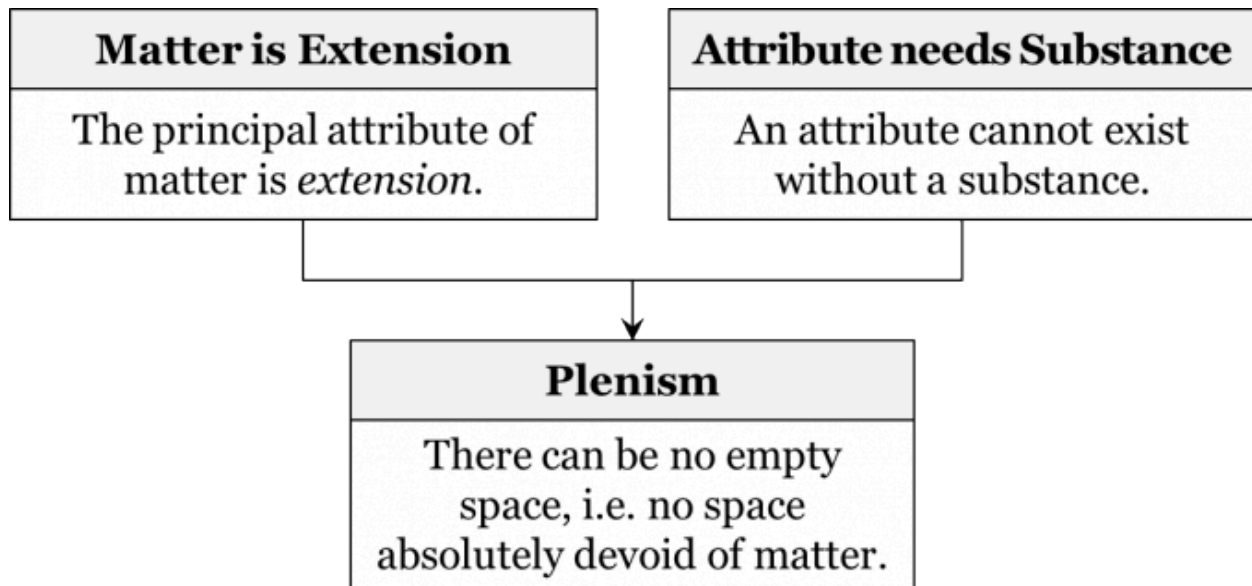 Matter is Extension
The principal attribute of
matter is extension.
Attribute needs Substance
An attribute cannot exist
without a substance.
Plenism
There can be no empty
space, i.e. no space
absolutely devoid of matter.